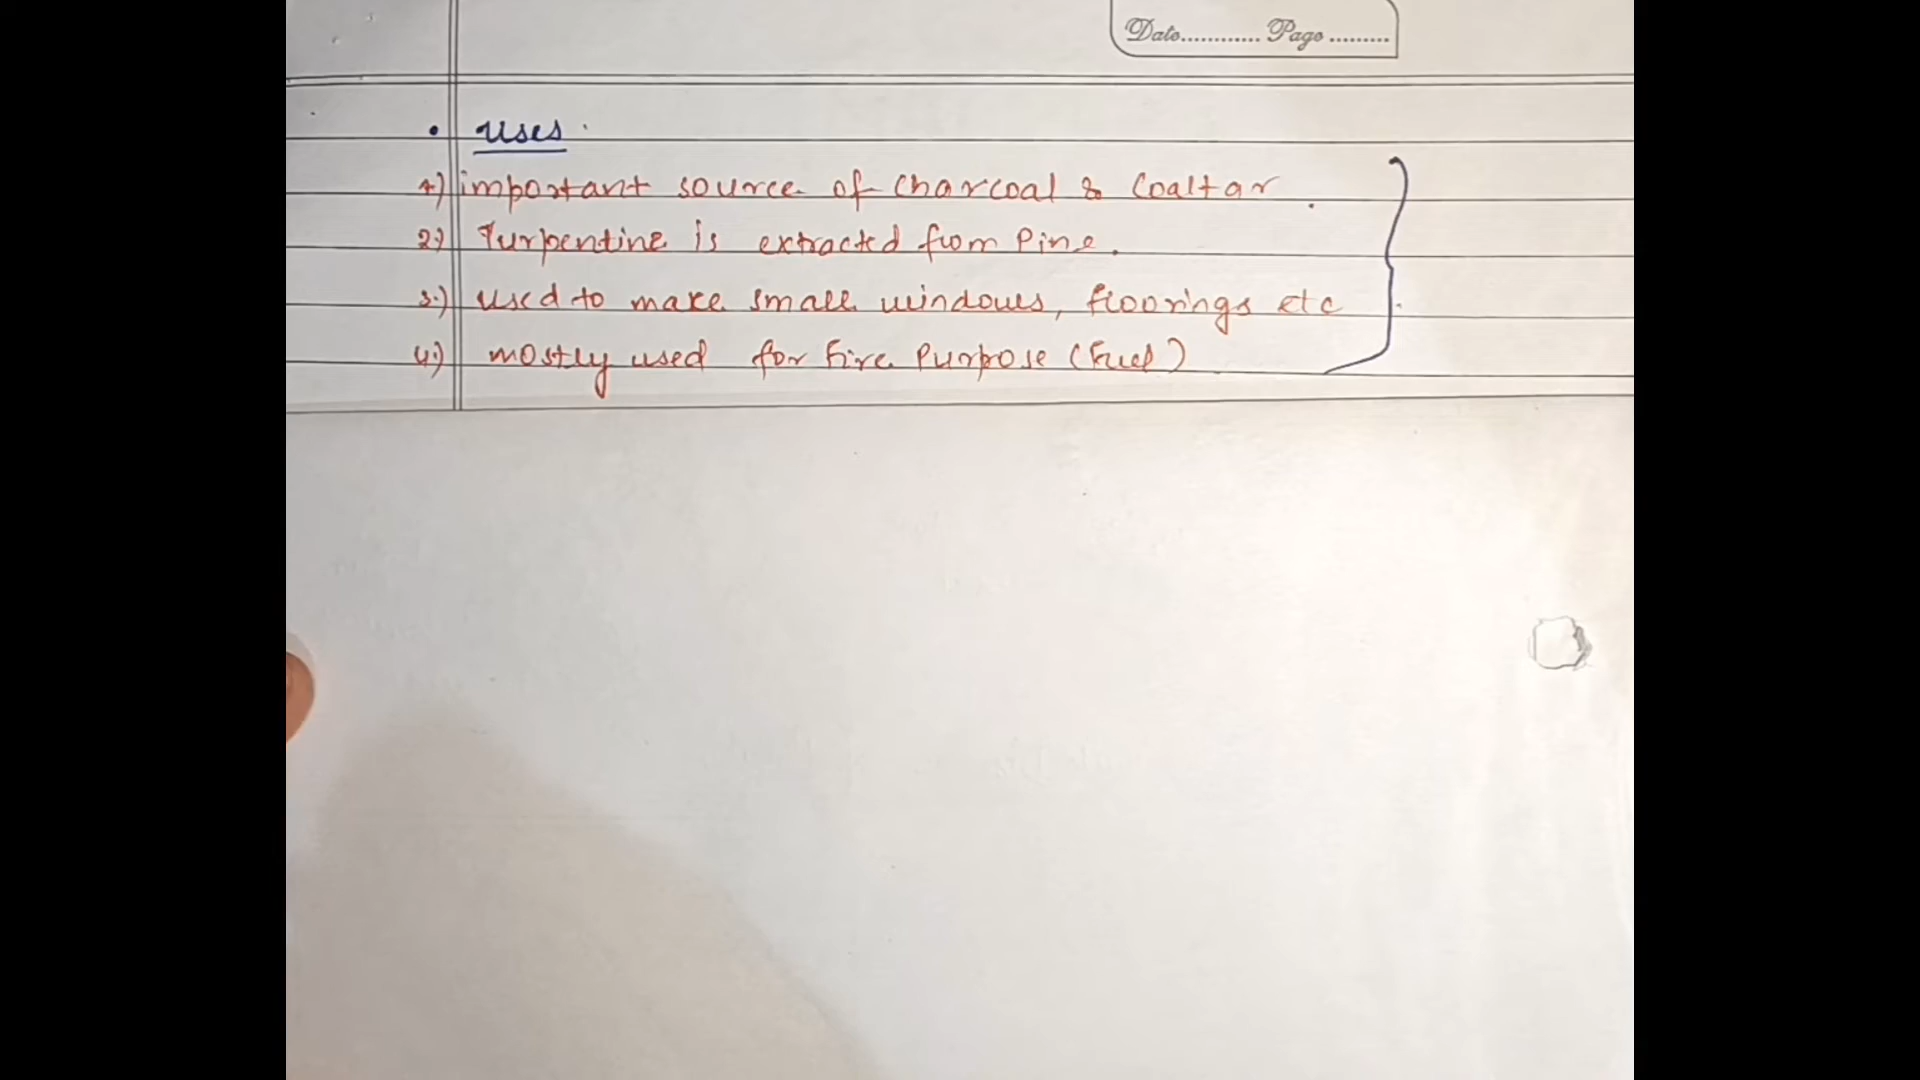 Date............ Page .........
• Uses
1) important source of charcoal & Coaltar
2) Turpentine is extracted from Pine.
3.) Used to make small windows, floorings etc
4.) mostly used for Fire Purpose (Fuel)